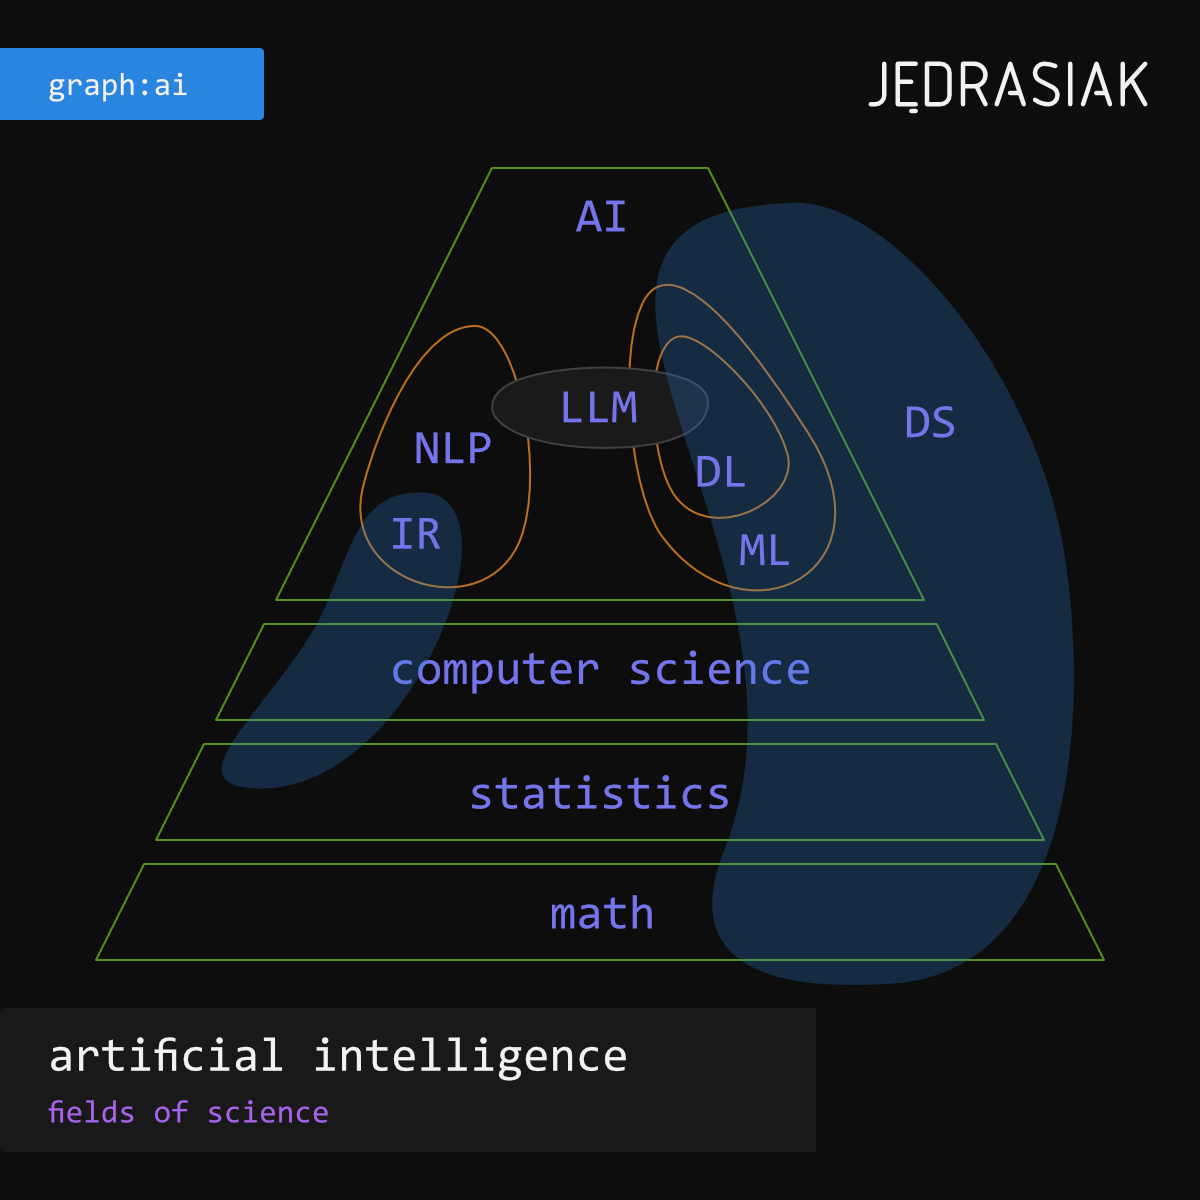 graph:ai
JĘDRASIAK
AI
LLM
DS
NLP
DL
IR
ML
computer science
statistics
math
artificial intelligence
fields of science